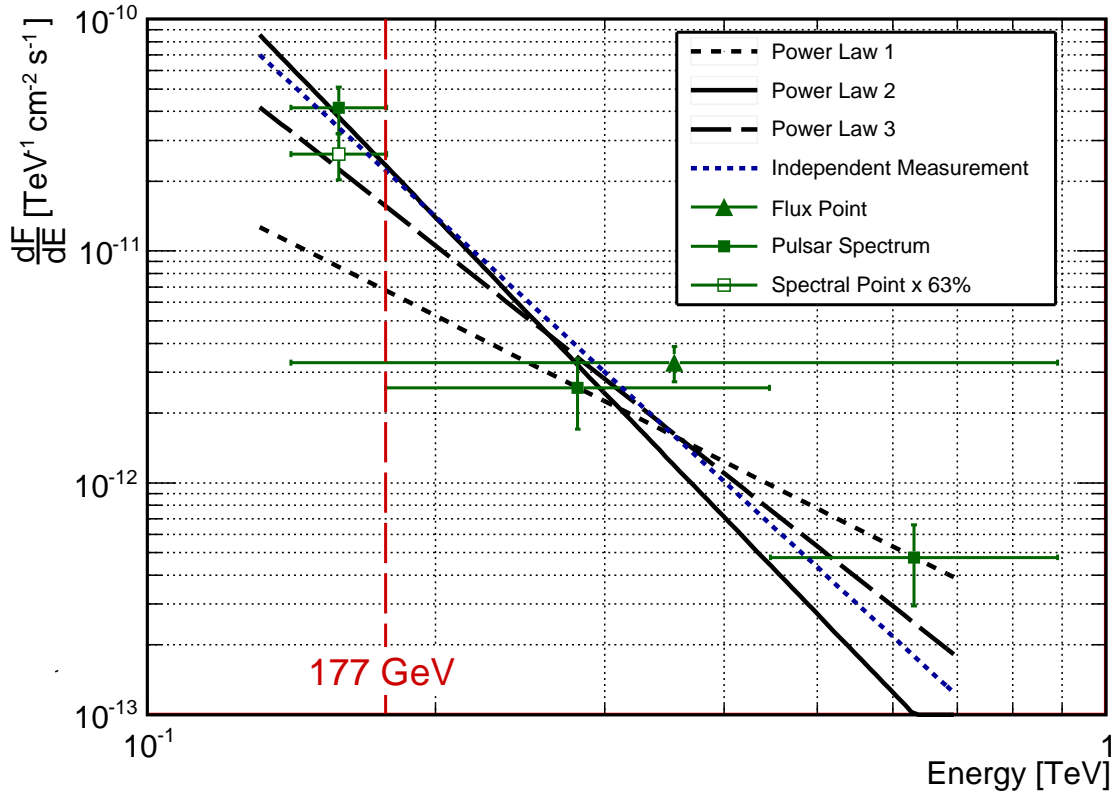 dF/dE [TeV⁻¹ cm⁻² s⁻¹]
10⁻¹⁰
10⁻¹¹
10⁻¹²
10⁻¹³
Power Law 1
Power Law 2
Power Law 3
Independent Measurement
Flux Point
Pulsar Spectrum
Spectral Point x 63%
177 GeV
10⁻¹
1
Energy [TeV]